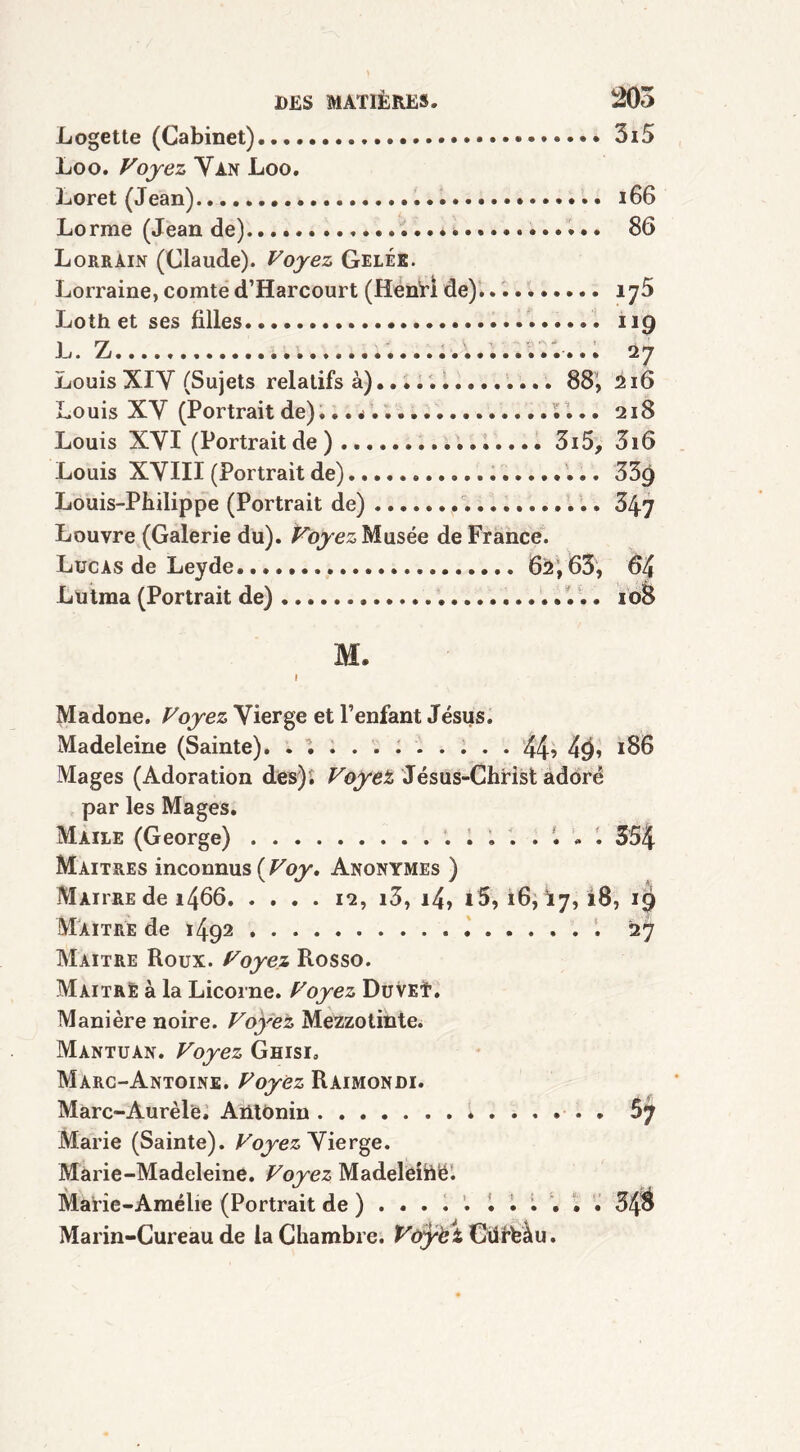 DES MATIÈRES. 203
Logette (Cabinet).............................. 315
Loo. Voyez Van Loo.
Loret (Jean)................................... 166
Lorme (Jean de)................................ 86
Lorrain (Claude). Voyez Gelée.
Lorraine, comte d'Harcourt (Henri de).......... 175
Loth et ses filles............................. 119
L. Z........................................... 27
Louis XIV (Sujets relatifs à)............... 88, 216
Louis XV (Portrait de)......................... 218
Louis XVI (Portrait de)................... 315, 316
Louis XVIII (Portrait de)...................... 339
Louis-Philippe (Portrait de)................... 347
Louvre (Galerie du). Voyez Musée de France.
Lucas de Leyde........................ 62, 63, 64
Lutma (Portrait de)............................ 108
M.
Madone. Voyez Vierge et l'enfant Jésus.
Madeleine (Sainte). . . . . . . . . . . . 44, 49, 186
Mages (Adoration des). Voyez Jésus-Christ adoré
par les Mages.
Maile (George) . . . . . . . . . . . . . . . . . . 354
Maitres inconnus (Voy. Anonymes )
Maitre de 1466. . . . . 12, 13, 14, 15, 16, 17, 18, 19
Maitre de 1492 . . . . . . . . . . . . . . . . . . 27
Maitre Roux. Voyez Rosso.
Maitre à la Licorne. Voyez Duvet.
Manière noire. Voyez Mezzotinte.
Mantuan. Voyez Ghisi.
Marc-Antoine. Voyez Raimondi.
Marc-Aurèle. Antonin . . . . . . . . . . . . . . . 57
Marie (Sainte). Voyez Vierge.
Marie-Madeleine. Voyez Madeleine.
Marie-Amélie (Portrait de ) . . . . . . . . . . . . 348
Marin-Cureau de la Chambre. Voyez Cureau.